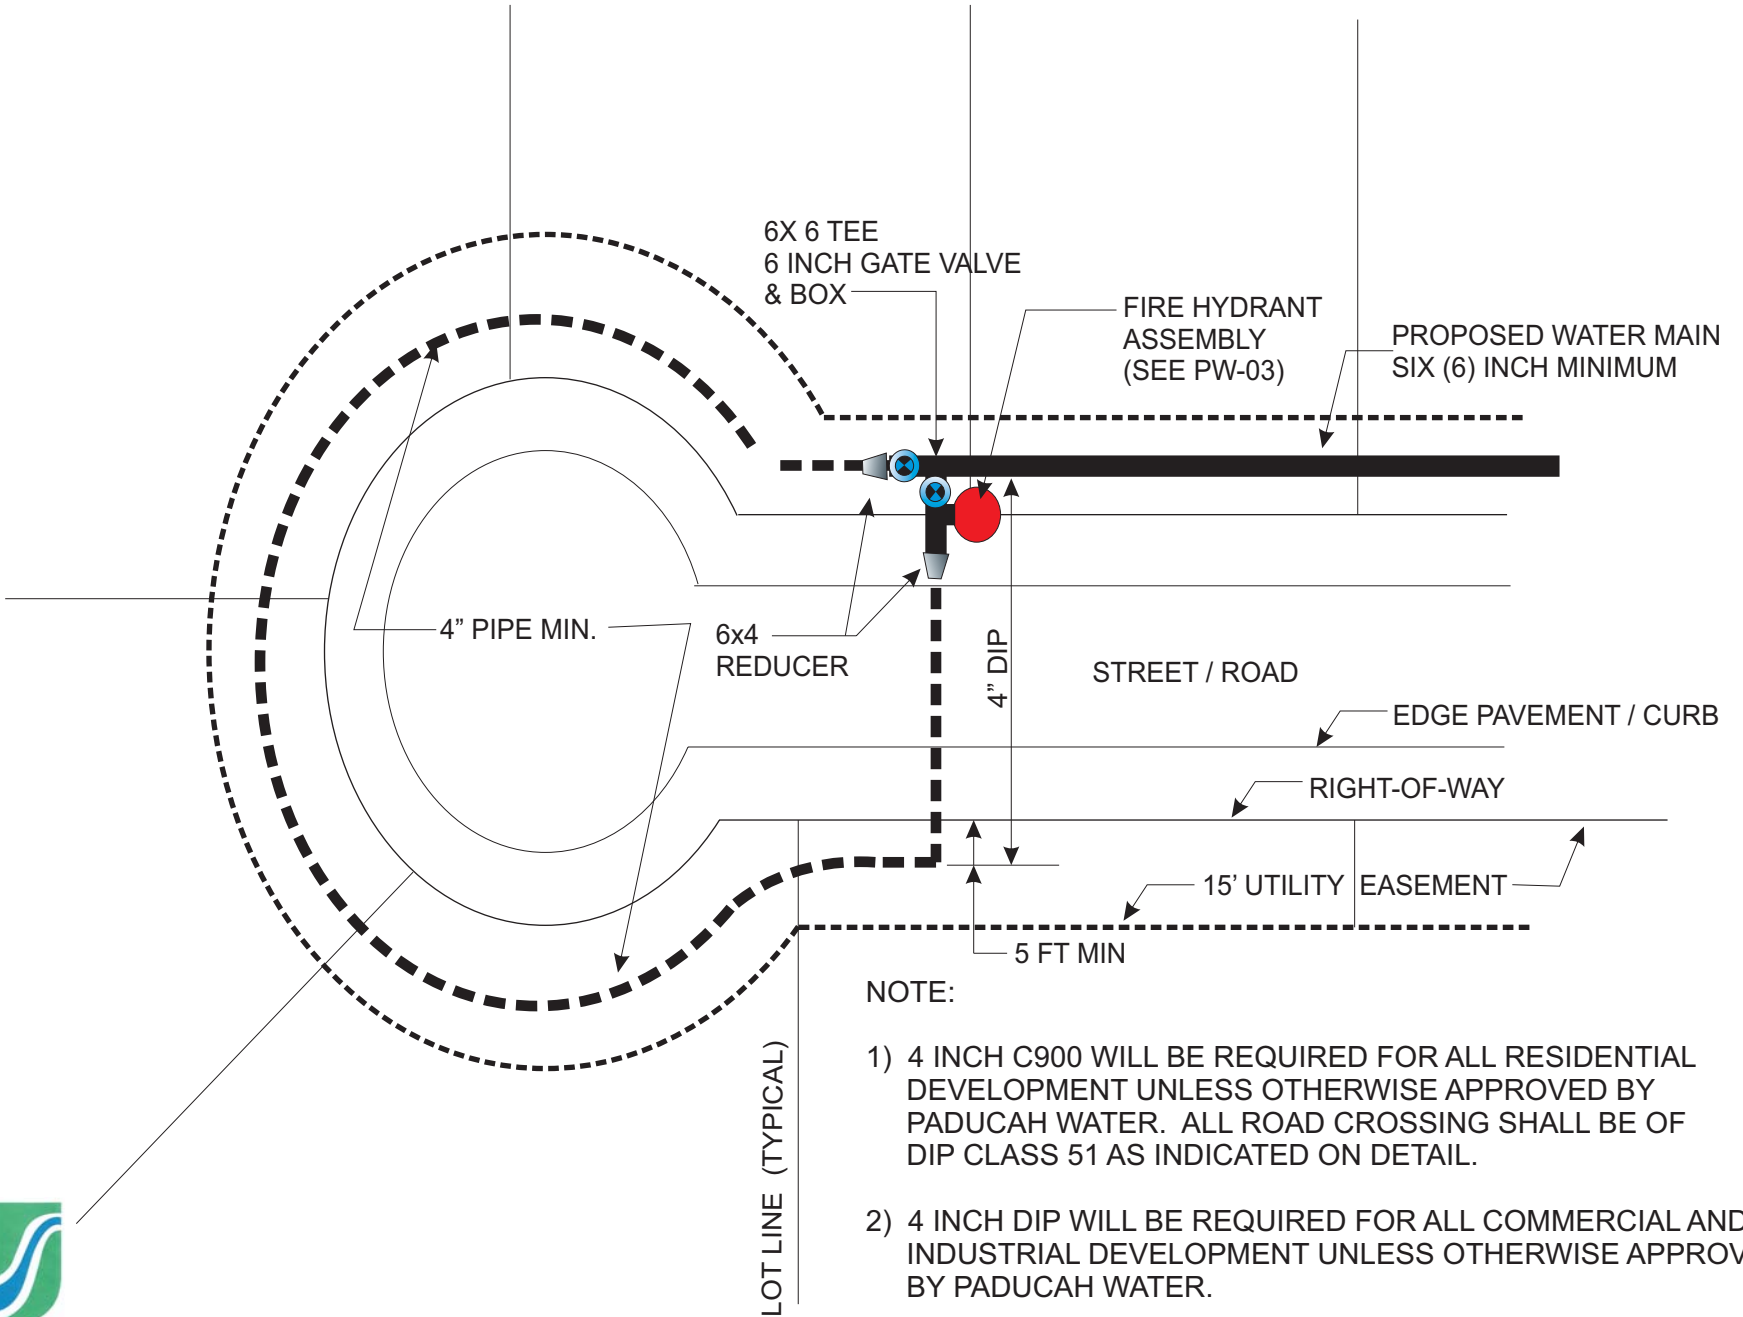 6X 6 TEE
6 INCH GATE VALVE
& BOX
FIRE HYDRANT
ASSEMBLY
(SEE PW-03)
PROPOSED WATER MAIN
SIX (6) INCH MINIMUM
4” PIPE MIN.
6x4
REDUCER
4” DIP
STREET / ROAD
EDGE PAVEMENT / CURB
RIGHT-OF-WAY
15’ UTILITY EASEMENT
5 FT MIN
LOT LINE (TYPICAL)
NOTE:
1) 4 INCH C900 WILL BE REQUIRED FOR ALL RESIDENTIAL
DEVELOPMENT UNLESS OTHERWISE APPROVED BY
PADUCAH WATER. ALL ROAD CROSSING SHALL BE OF
DIP CLASS 51 AS INDICATED ON DETAIL.
2) 4 INCH DIP WILL BE REQUIRED FOR ALL COMMERCIAL AND
INDUSTRIAL DEVELOPMENT UNLESS OTHERWISE APPROV
BY PADUCAH WATER.